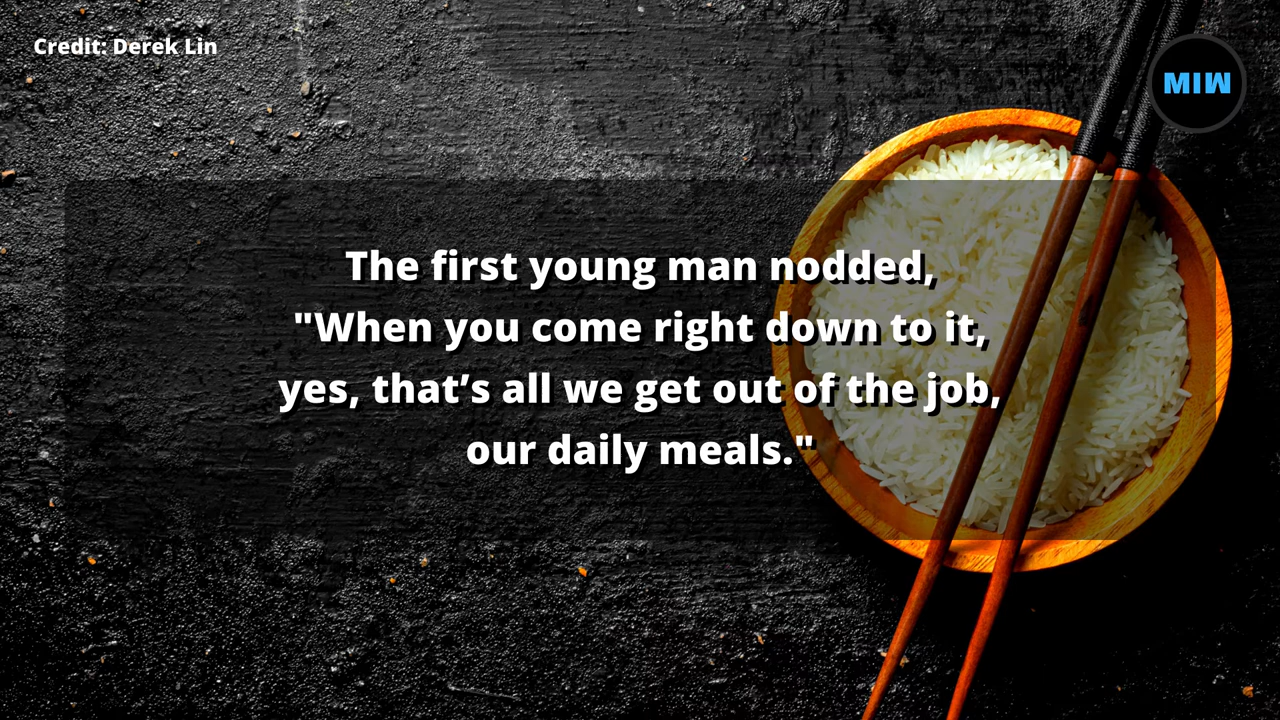 Credit: Derek Lin
MIW
The first young man nodded,
"When you come right down to it,
yes, that’s all we get out of the job,
our daily meals."